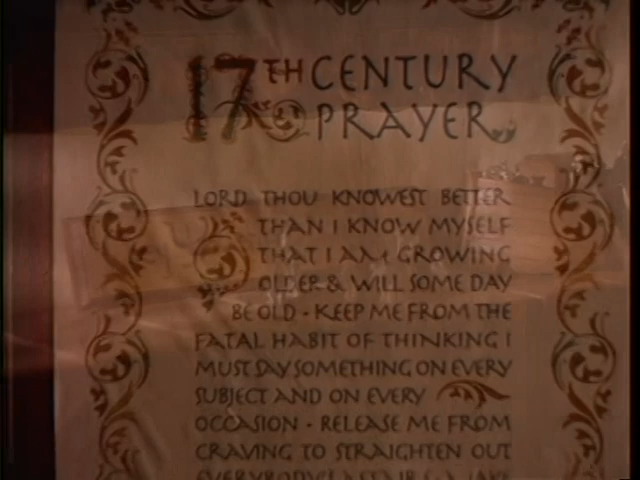 17TH CENTURY
PRAYER
LORD THOU KNOWEST BETTER
THAN I KNOW MYSELF
THAT I AM GROWING
OLDER & WILL SOME DAY
BE OLD · KEEP ME FROM THE
FATAL HABIT OF THINKING I
MUST SAY SOMETHING ON EVERY
SUBJECT AND ON EVERY
OCCASION · RELEASE ME FROM
CRAVING TO STRAIGHTEN OUT